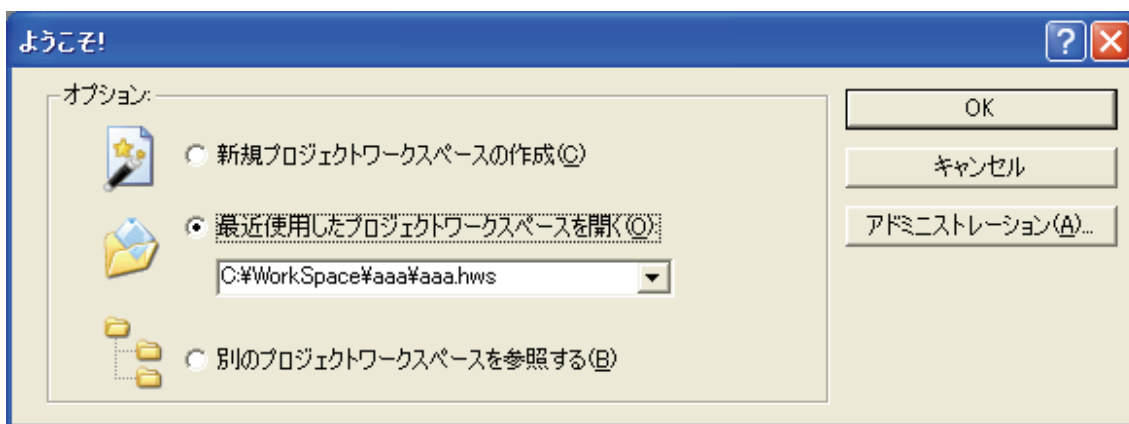 ようこそ!
オプション:
新規プロジェクトワークスペースの作成(C)
最近使用したプロジェクトワークスペースを開く(O):
C:¥WorkSpace¥aaa¥aaa.hws
別のプロジェクトワークスペースを参照する(B)
OK
キャンセル
アドミニストレーション(A)...